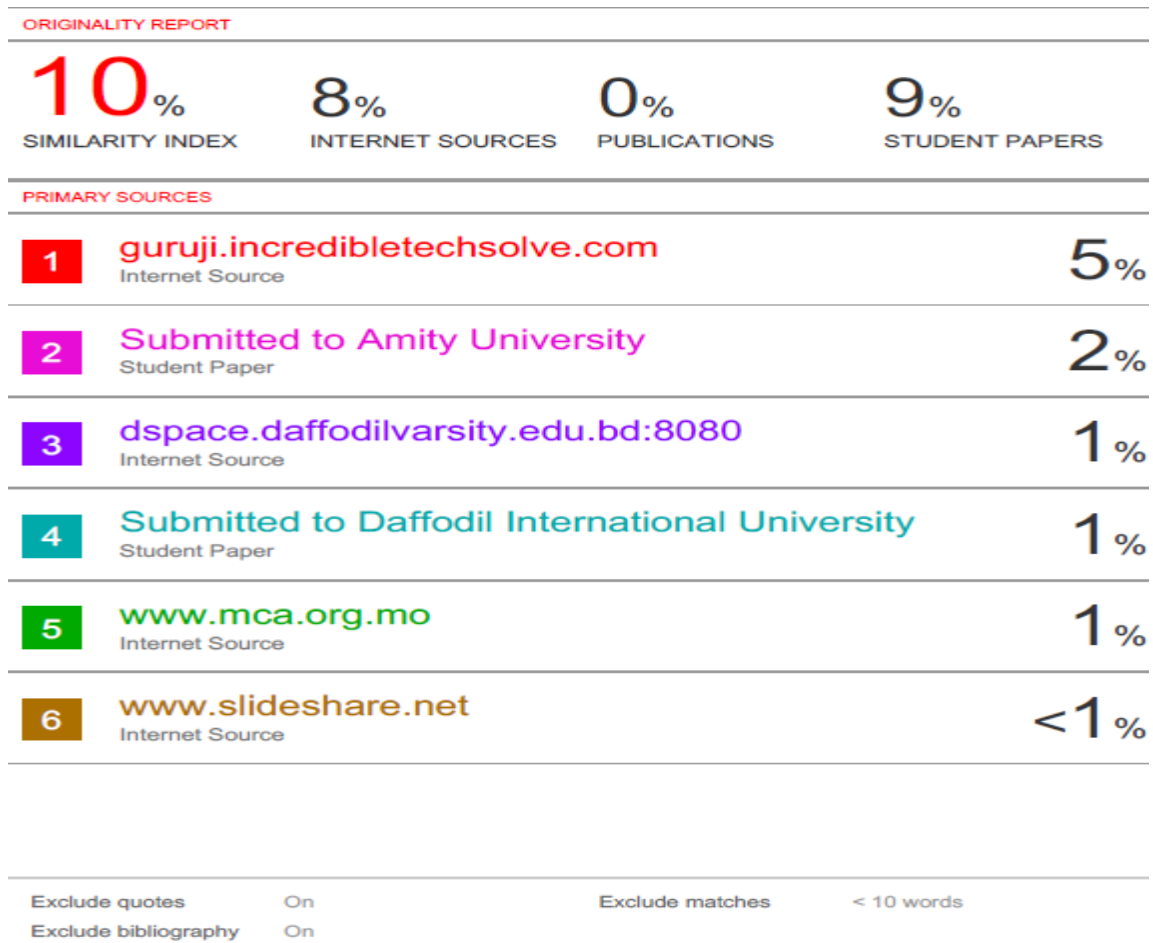 ORIGINALITY REPORT
10% 8% 0% 9%
SIMILARITY INDEX INTERNET SOURCES PUBLICATIONS STUDENT PAPERS
PRIMARY SOURCES
1 guruji.incredibletechsolve.com 5%
Internet Source
2 Submitted to Amity University 2%
Student Paper
3 dspace.daffodilvarsity.edu.bd:8080 1%
Internet Source
4 Submitted to Daffodil International University 1%
Student Paper
5 www.mca.org.mo 1%
Internet Source
6 www.slideshare.net <1%
Internet Source
Exclude quotes On Exclude matches < 10 words
Exclude bibliography On